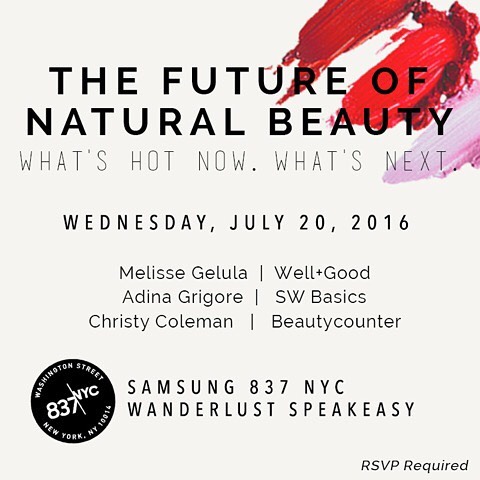 THE FUTURE OF
NATURAL BEAUTY
WHAT'S HOT NOW. WHAT'S NEXT.
WEDNESDAY, JULY 20, 2016
Melisse Gelula | Well+Good
Adina Grigore | SW Basics
Christy Coleman | Beautycounter
WASHINGTON STREET
837 NYC
NEW YORK, NY 10014
SAMSUNG 837 NYC
WANDERLUST SPEAKEASY
RSVP Required